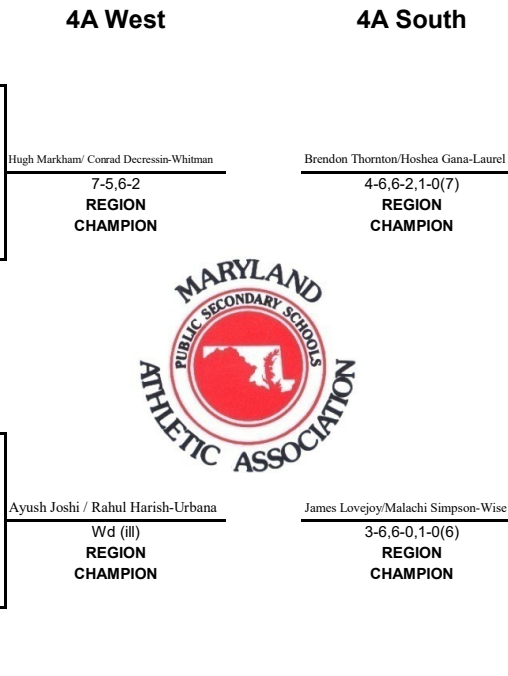 4A West
4A South
Hugh Markham/ Conrad Decressin-Whitman
7-5,6-2
REGION
CHAMPION
Brendon Thornton/Hoshea Gana-Laurel
4-6,6-2,1-0(7)
REGION
CHAMPION
MARYLAND
PUBLIC SECONDARY SCHOOLS
ATHLETIC ASSOCIATION
Ayush Joshi / Rahul Harish-Urbana
Wd (ill)
REGION
CHAMPION
James Lovejoy/Malachi Simpson-Wise
3-6,6-0,1-0(6)
REGION
CHAMPION